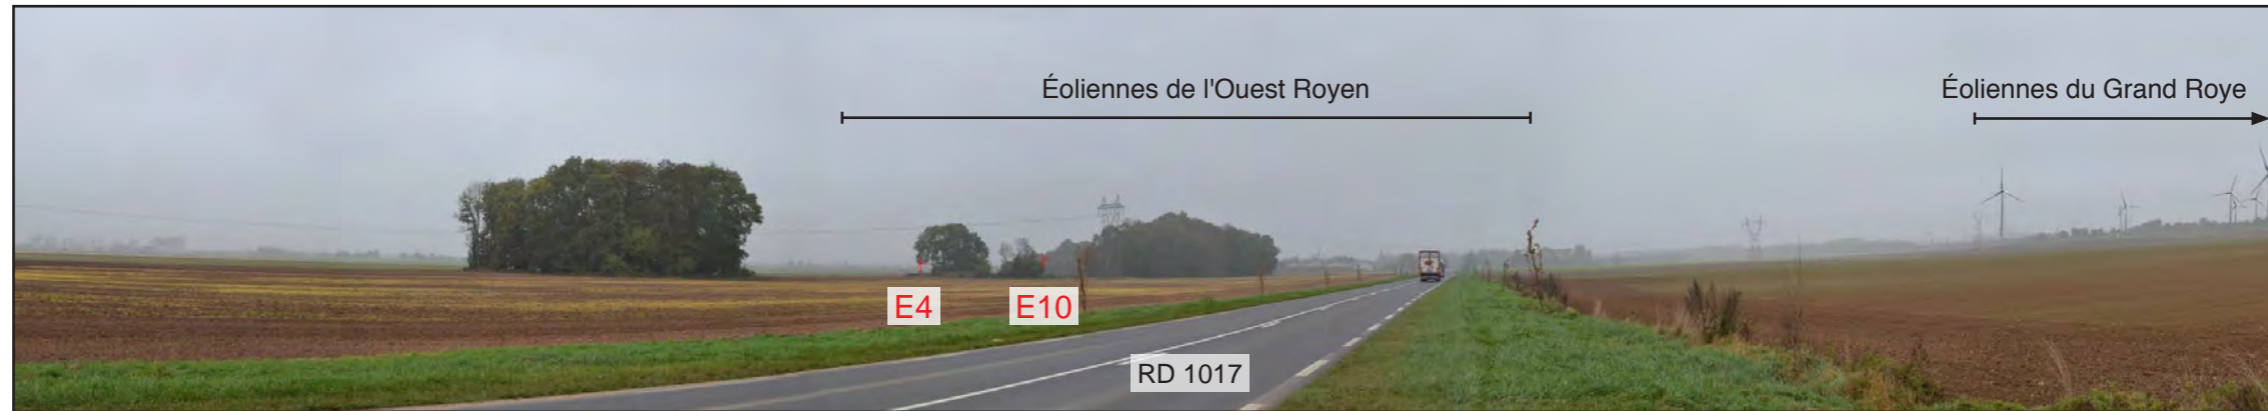 Éoliennes de l'Ouest Royen
Éoliennes du Grand Roye
E4
E10
RD 1017